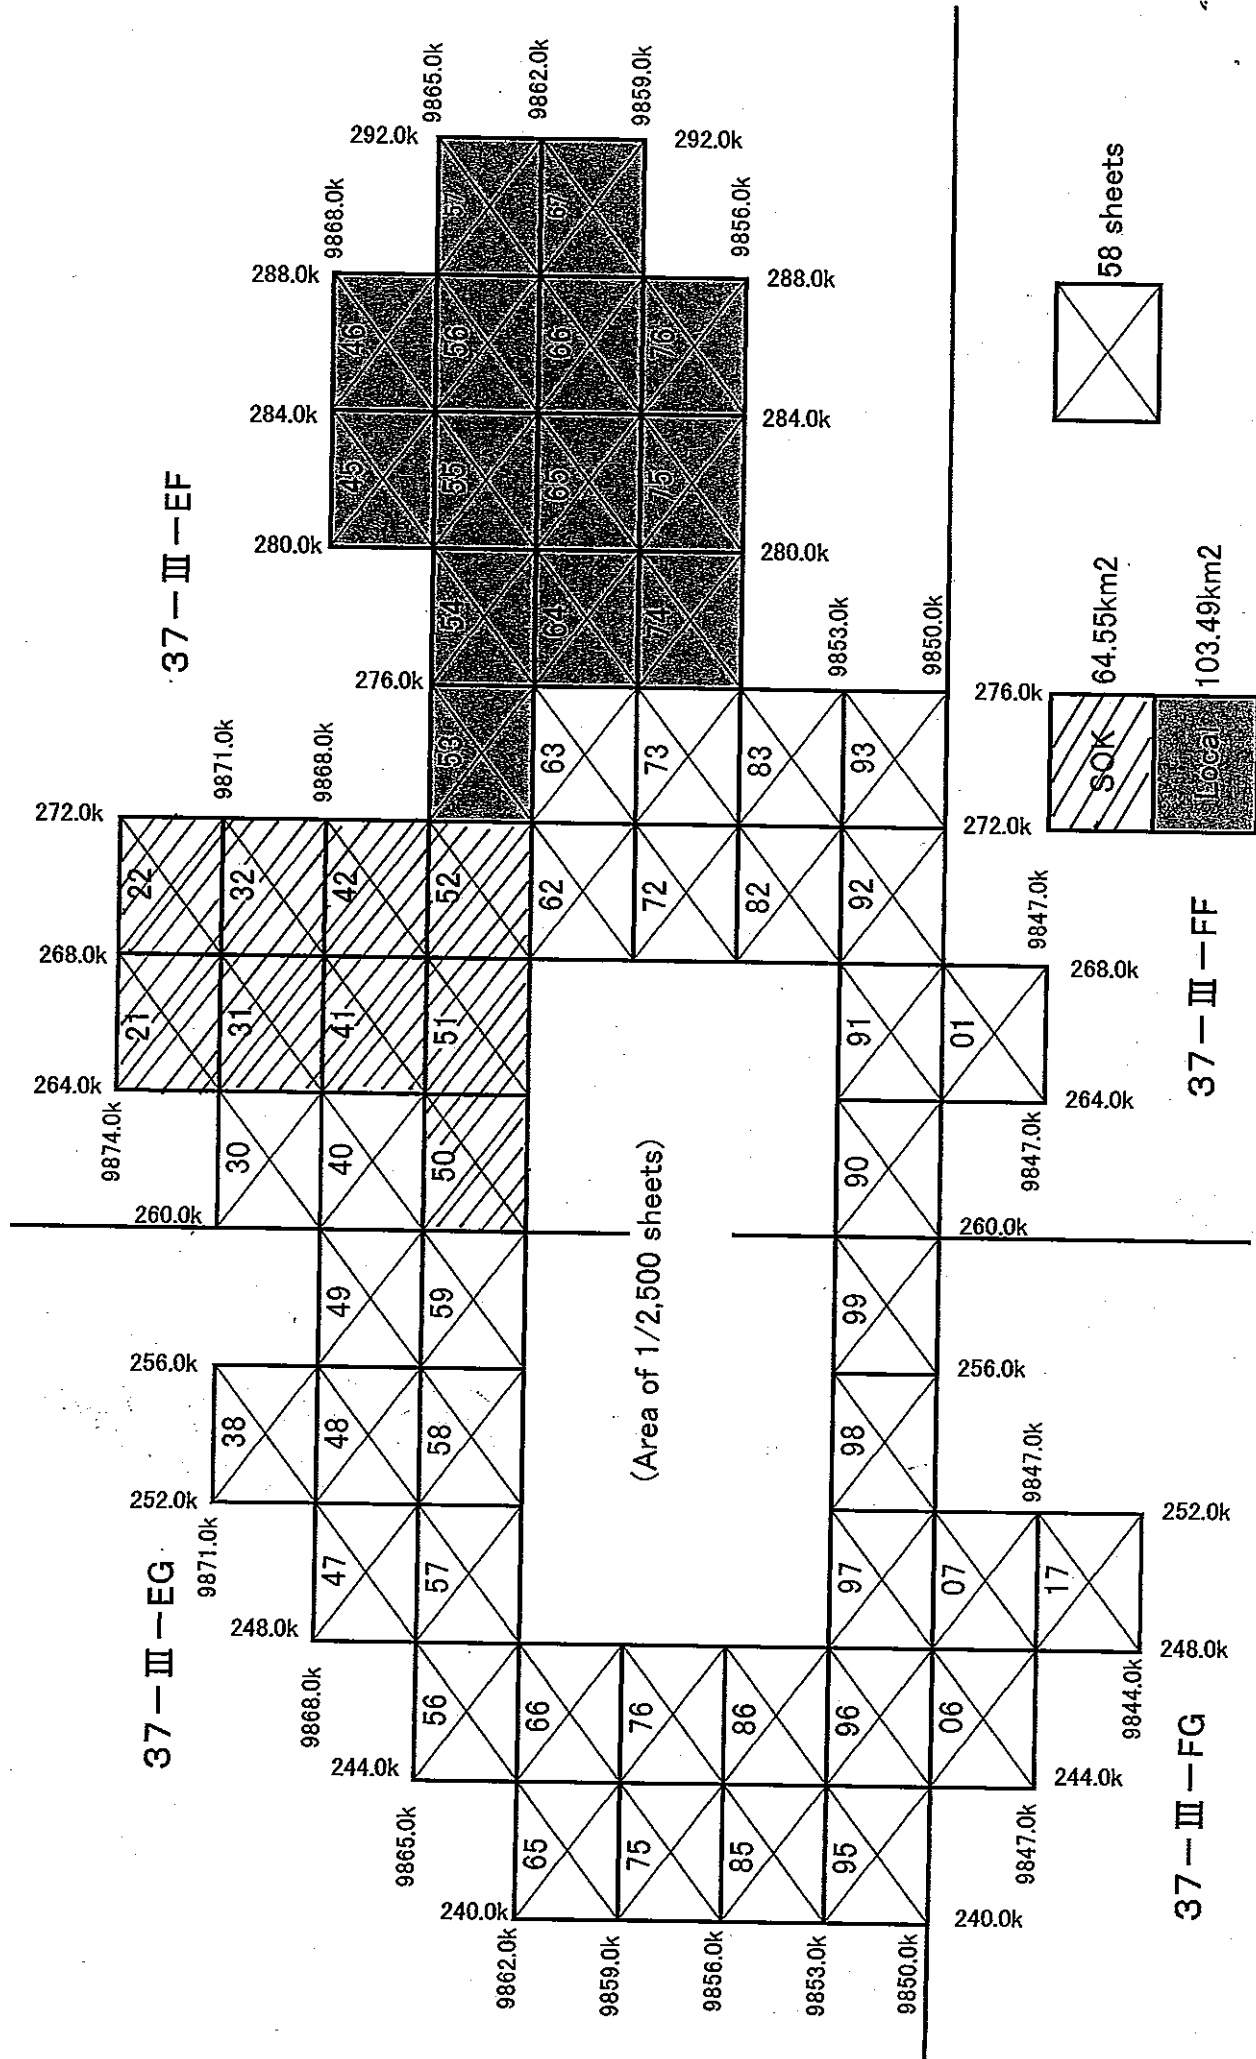 37-Ⅲ-EG
37-Ⅲ-EF
9874.0k
264.0k
268.0k
272.0k
21
22
9871.0k
252.0k
256.0k
260.0k
9871.0k
38
30
31
32
9868.0k
248.0k
9868.0k
280.0k
284.0k
288.0k
9868.0k
47
48
49
40
41
42
45
46
9865.0k
244.0k
276.0k
292.0k
9865.0k
56
57
58
59
50
51
52
53
54
55
56
57
9862.0k
240.0k
9862.0k
65
66
62
63
64
65
66
67
9859.0k
9859.0k
292.0k
75
76
72
73
74
75
76
(Area of 1/2,500 sheets)
9856.0k
280.0k
284.0k
288.0k
9856.0k
85
86
82
83
9853.0k
9853.0k
95
96
97
98
99
90
91
92
93
9850.0k
9850.0k
240.0k
256.0k
260.0k
272.0k
276.0k
06
07
01
9847.0k
244.0k
9847.0k
9847.0k
264.0k
268.0k
9847.0k
17
9844.0k
248.0k
252.0k
37-Ⅲ-FG
37-Ⅲ-FF
SOK 64.55km2
58 sheets
Local 103.49km2